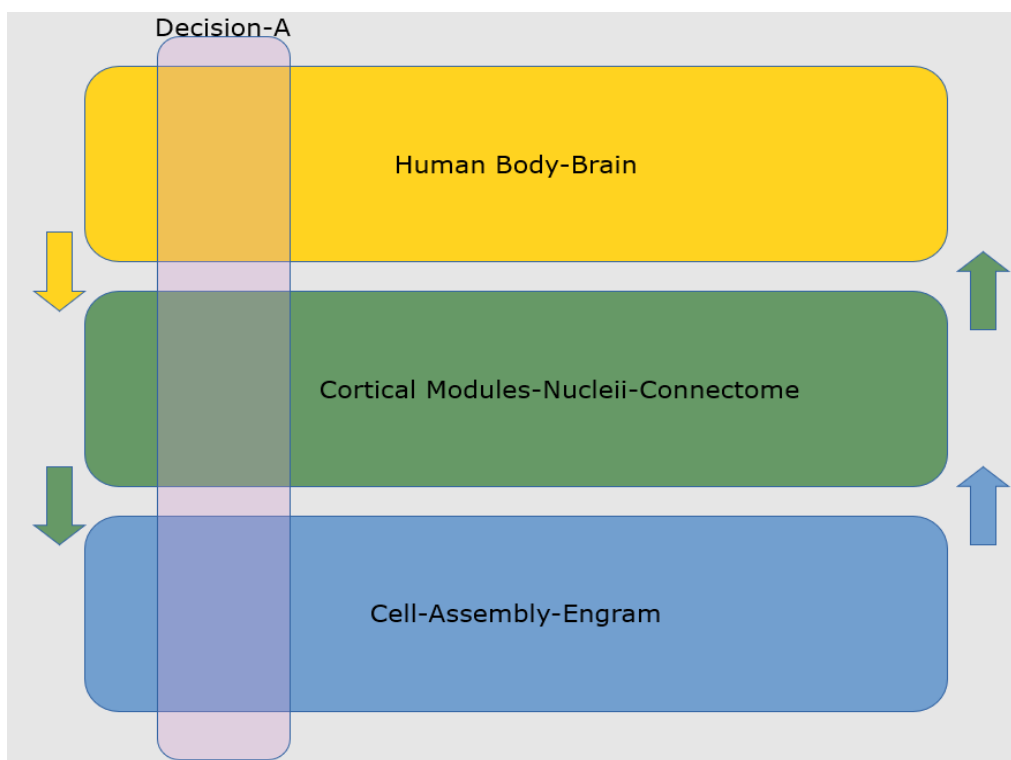 Decision-A
Human Body-Brain
Cortical Modules-Nucleii-Connectome
Cell-Assembly-Engram